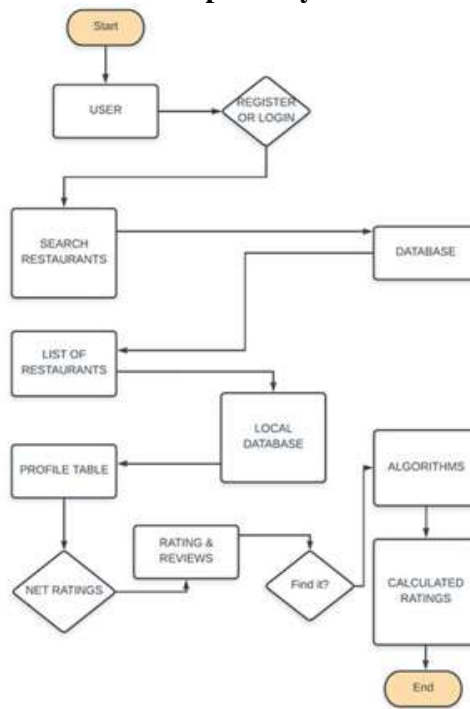 Start
USER
REGISTER
OR LOGIN
SEARCH
RESTAURANTS
DATABASE
LIST OF
RESTAURANTS
LOCAL
DATABASE
PROFILE TABLE
ALGORITHMS
RATING &
REVIEWS
NET RATINGS
Find it?
CALCULATED
RATINGS
End